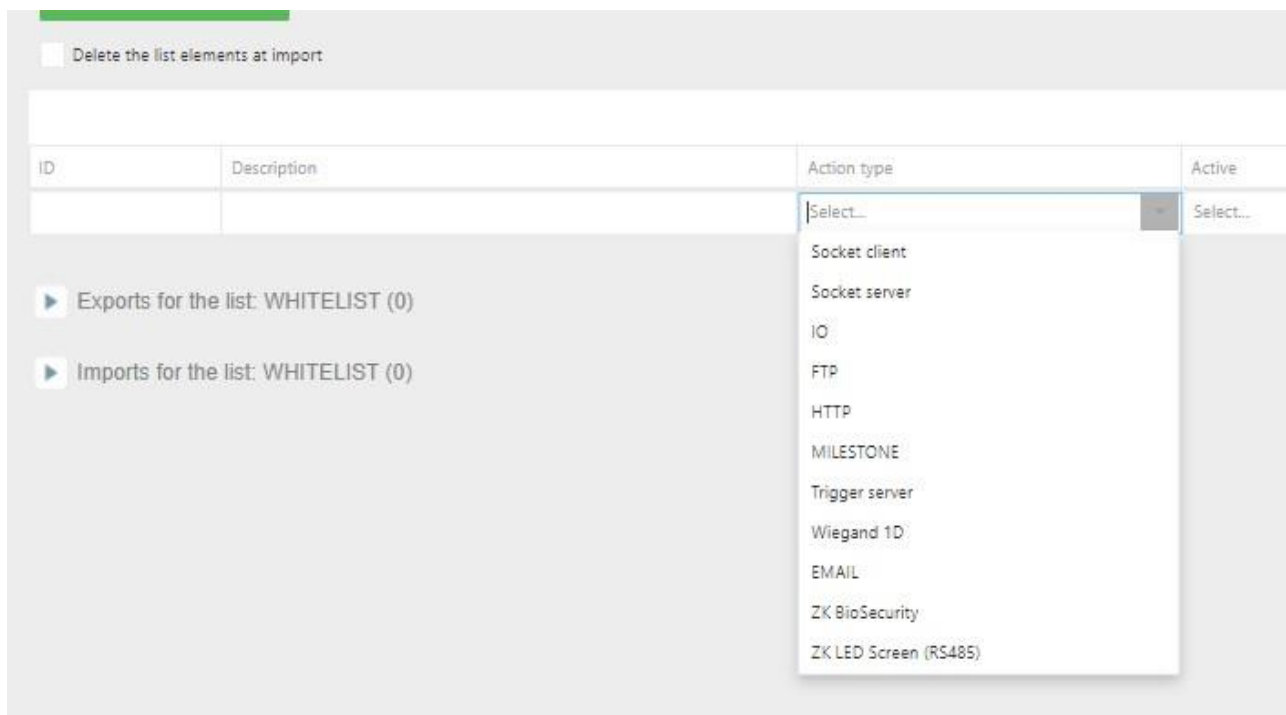 Delete the list elements at import
ID Description Action type Active
Select... Select...
Socket client
Socket server
IO
FTP
HTTP
MILESTONE
Trigger server
Wiegand 1D
EMAIL
ZK BioSecurity
ZK LED Screen (RS485)
Exports for the list: WHITELIST (0)
Imports for the list: WHITELIST (0)